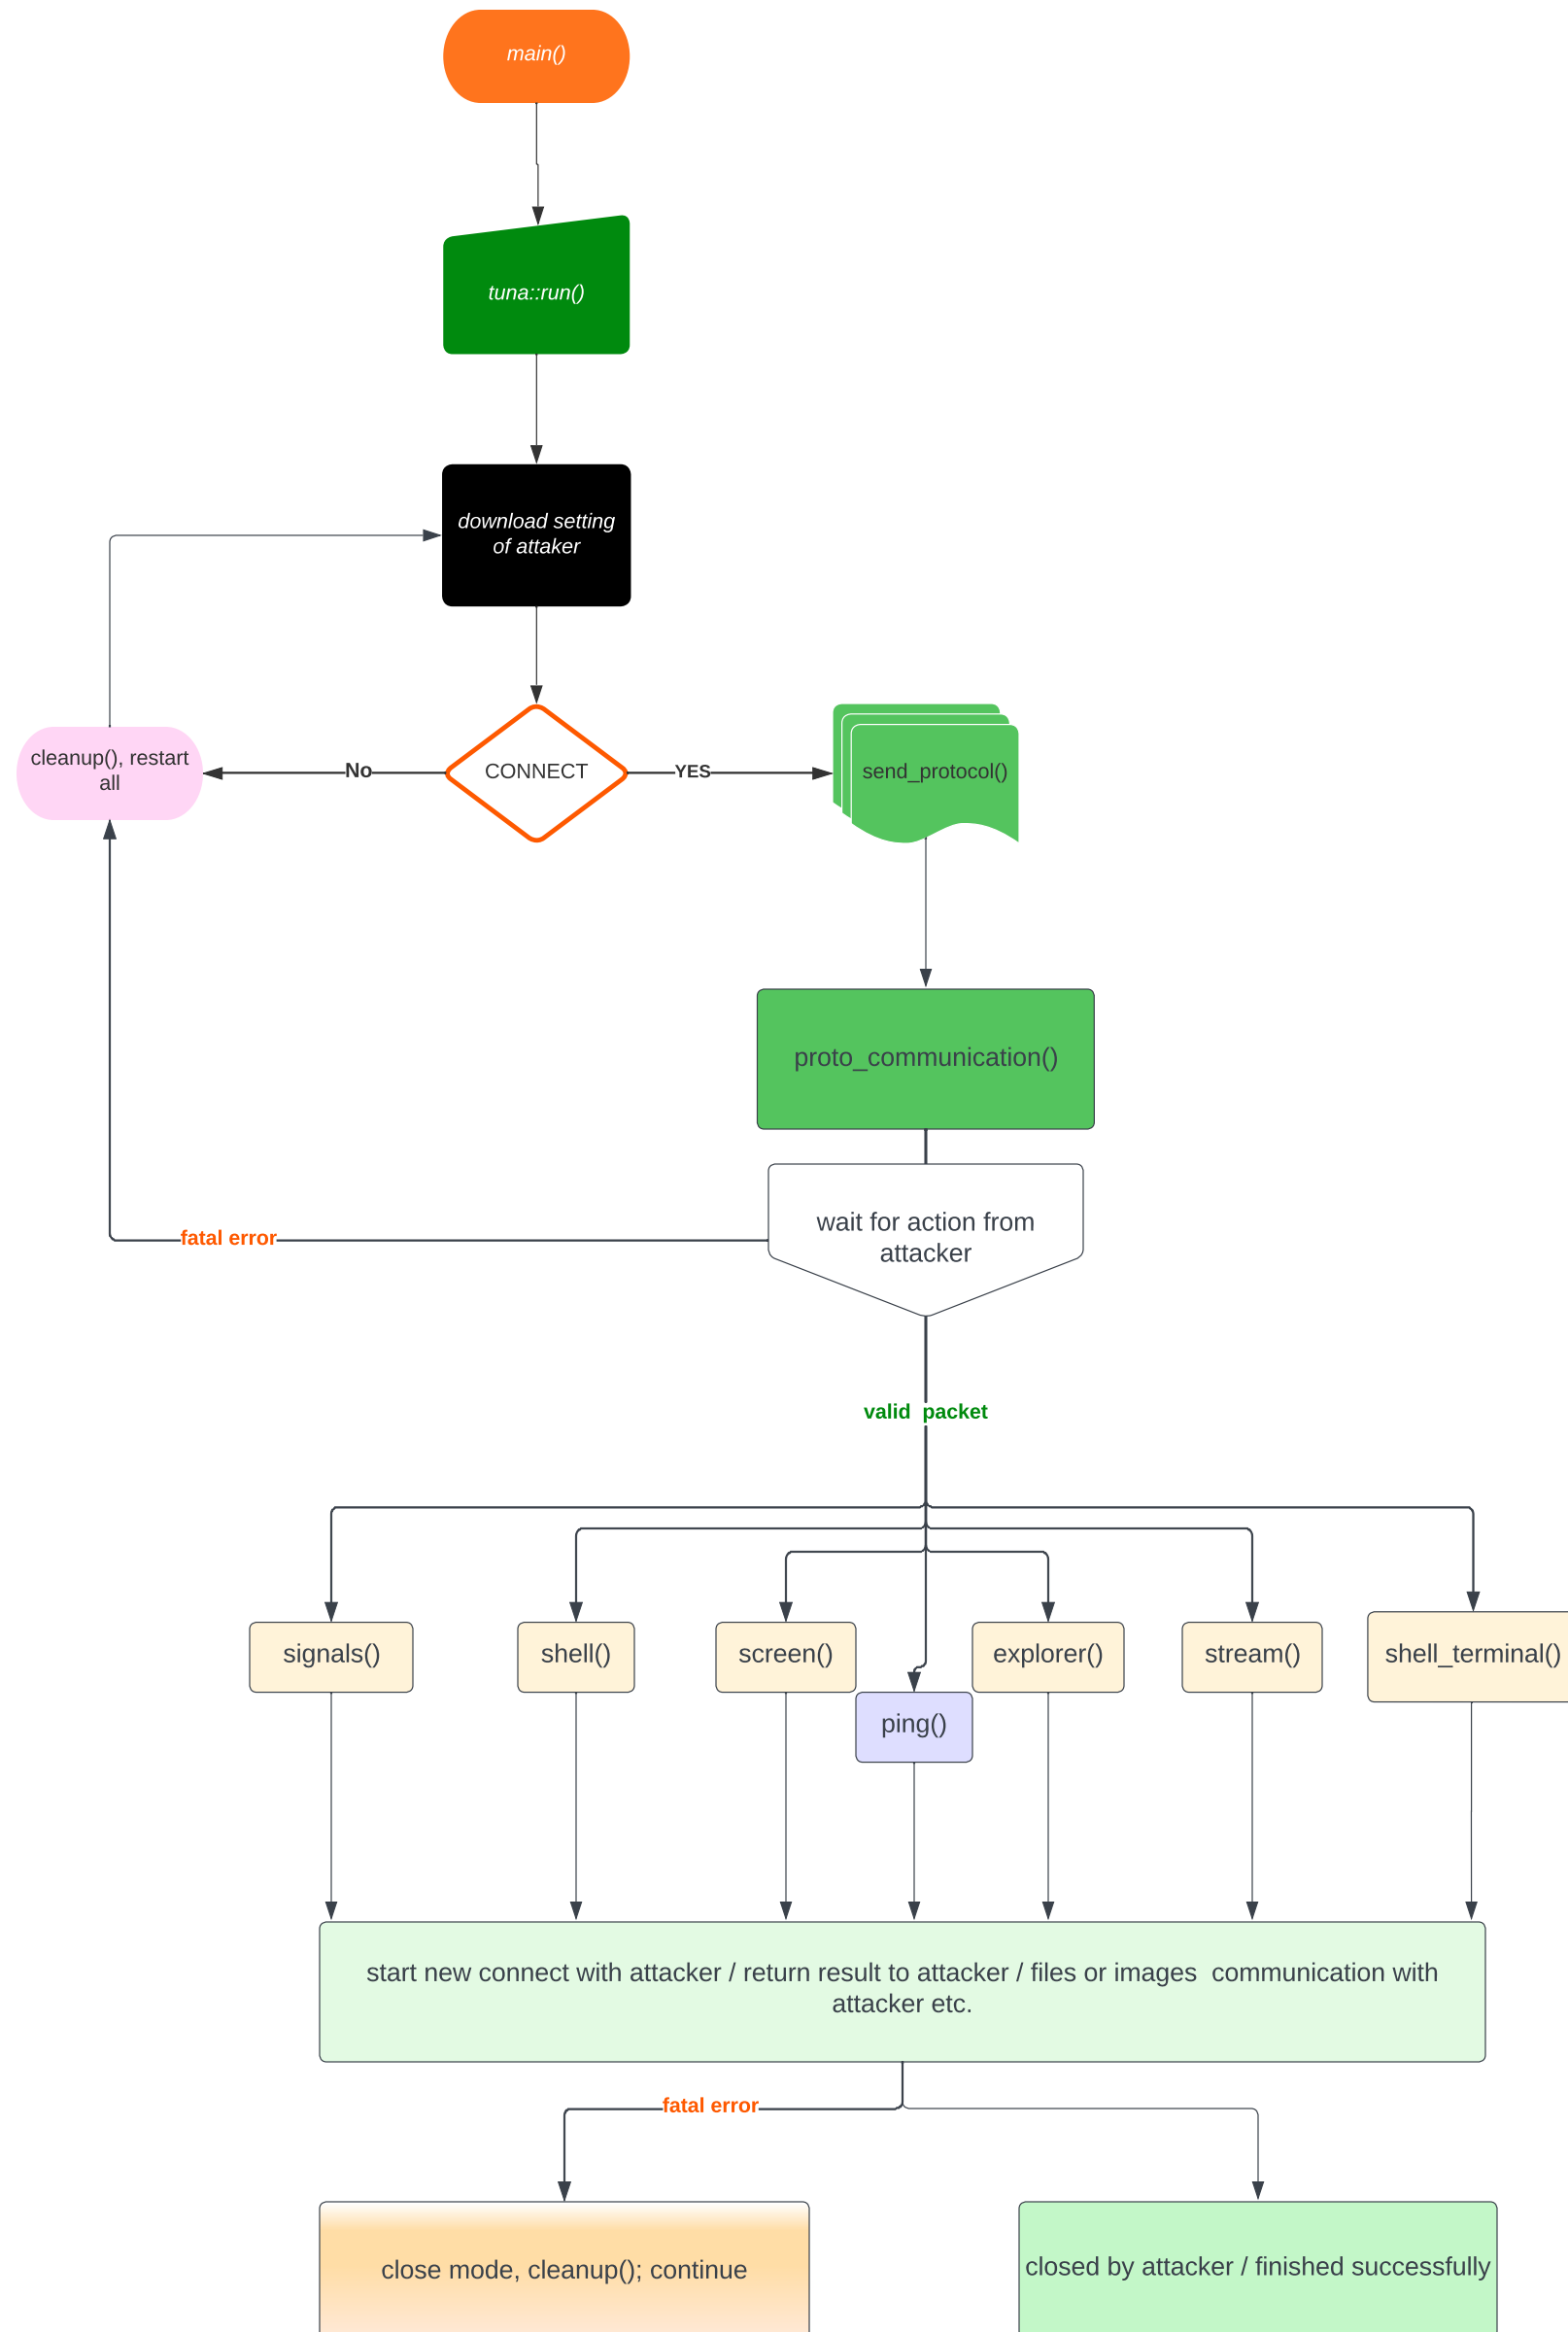 main()
tuna::run()
download setting
of attaker
cleanup(), restart
all
No
CONNECT
YES
send_protocol()
proto_communication()
wait for action from
attacker
fatal error
valid  packet
signals()
shell()
screen()
explorer()
stream()
shell_terminal()
ping()
start new connect with attacker / return result to attacker / files or images  communication with
attacker etc.
fatal error
close mode, cleanup(); continue
closed by attacker / finished successfully